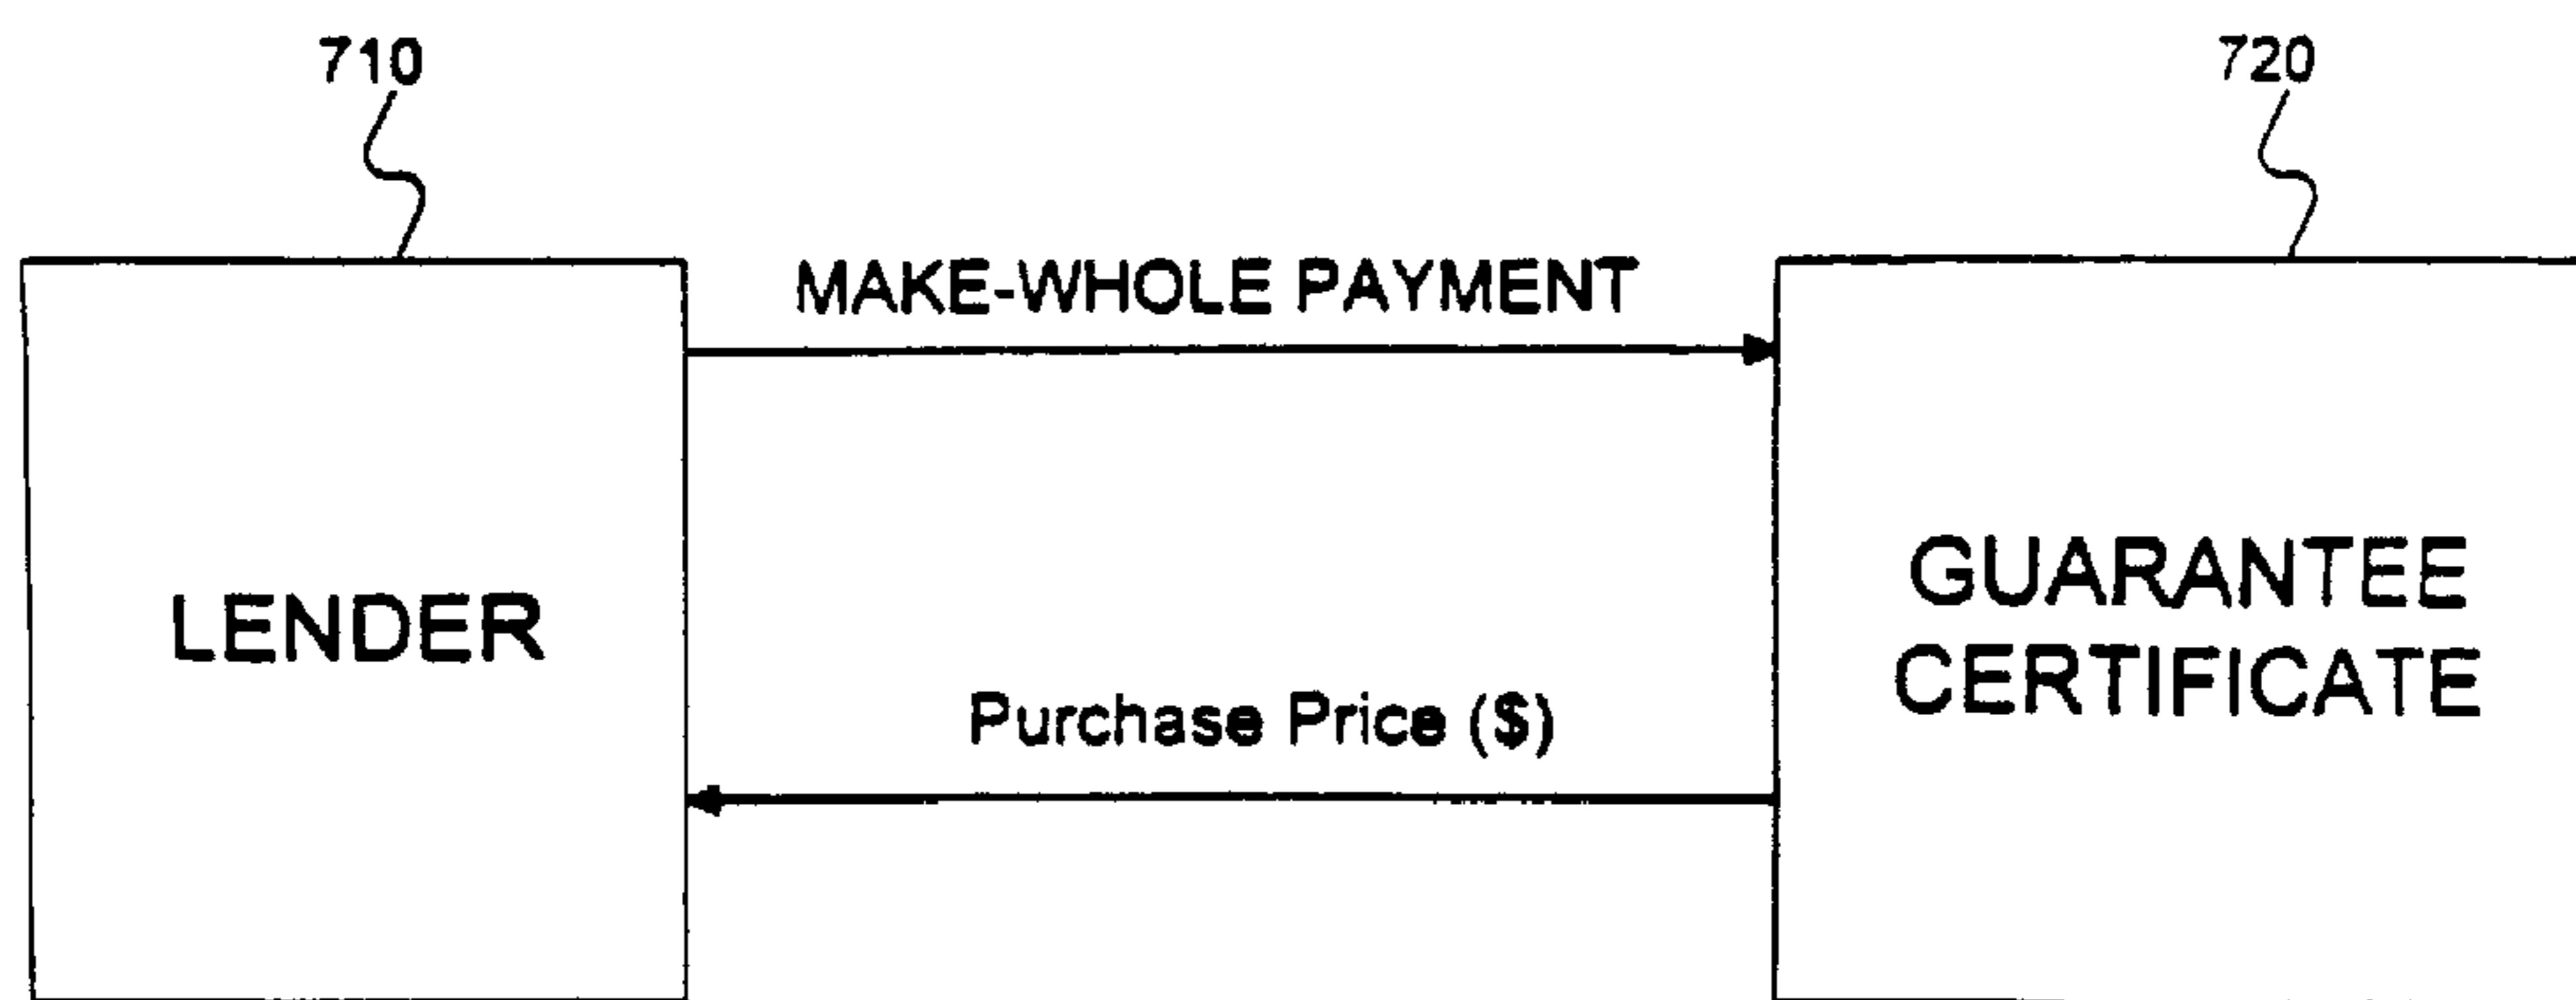 710
720
MAKE-WHOLE PAYMENT
LENDER
GUARANTEE
CERTIFICATE
Purchase Price ($)